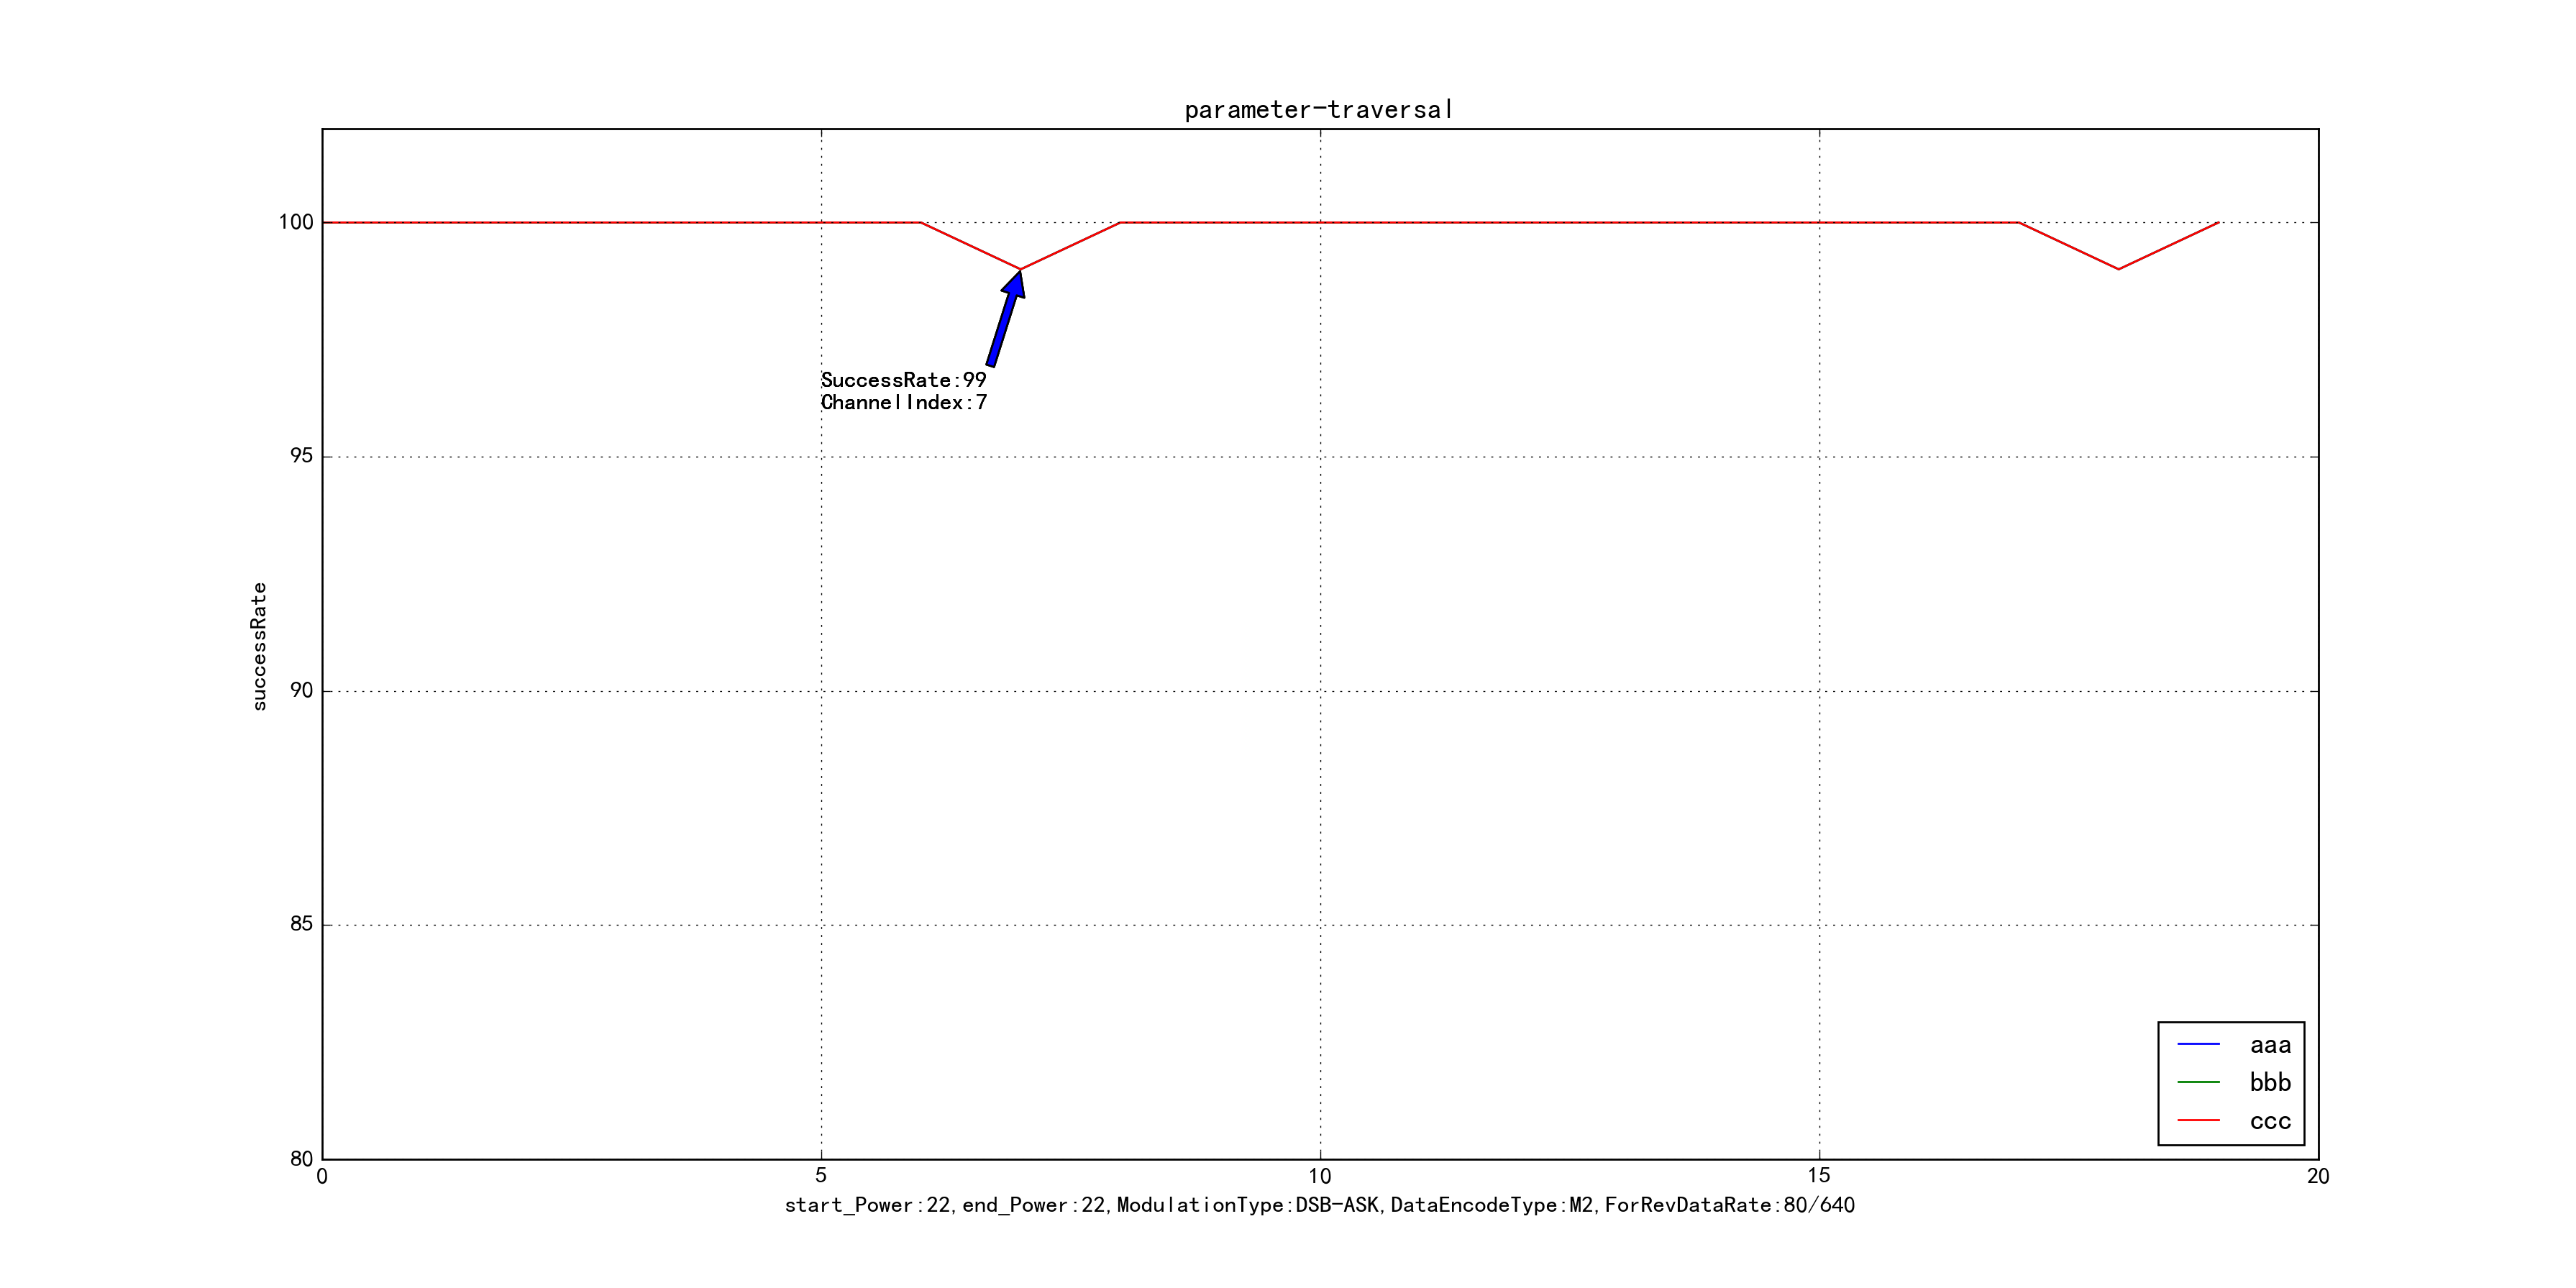 parameter-traversal
100
95
90
85
80
successRate
SuccessRate:99
ChannelIndex:7
aaa
bbb
ccc
0 5 10 15 20
start_Power:22,end_Power:22,ModulationType:DSB-ASK,DataEncodeType:M2,ForRevDataRate:80/640